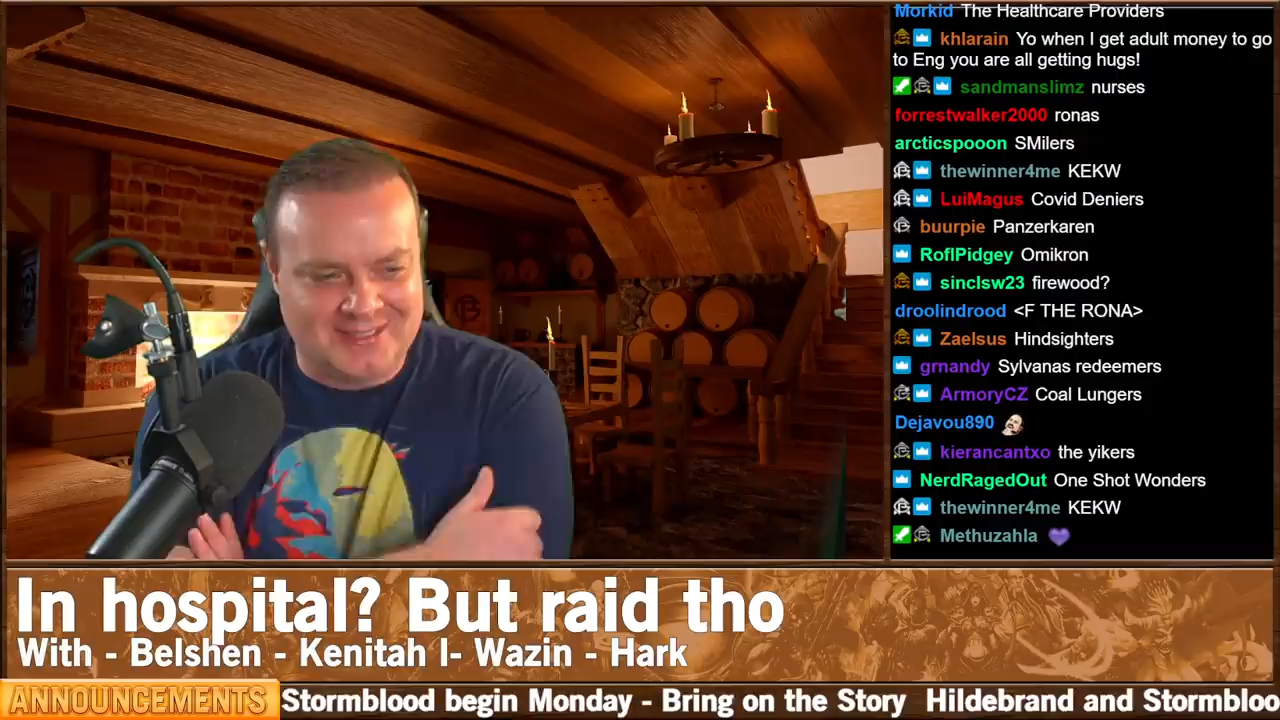 Morkid The Healthcare Providers
khlarain Yo when I get adult money to go
to Eng you are all getting hugs!
sandmanslimz nurses
forrestwalker2000 ronas
arcticspooon SMilers
thewinner4me KEKW
LuiMagus Covid Deniers
buurpie Panzerkaren
RoflPidgey Omikron
sinclsw23 firewood?
droolindrood <F THE RONA>
Zaelsus Hindsighters
grnandy Sylvanas redeemers
ArmoryCZ Coal Lungers
Dejavou890
kierancantxo the yikers
NerdRagedOut One Shot Wonders
thewinner4me KEKW
Methuzahla
In hospital? But raid tho
With - Belshen - Kenitah I- Wazin - Hark
ANNOUNCEMENTS Stormblood begin Monday - Bring on the Story Hildebrand and Stormbloo